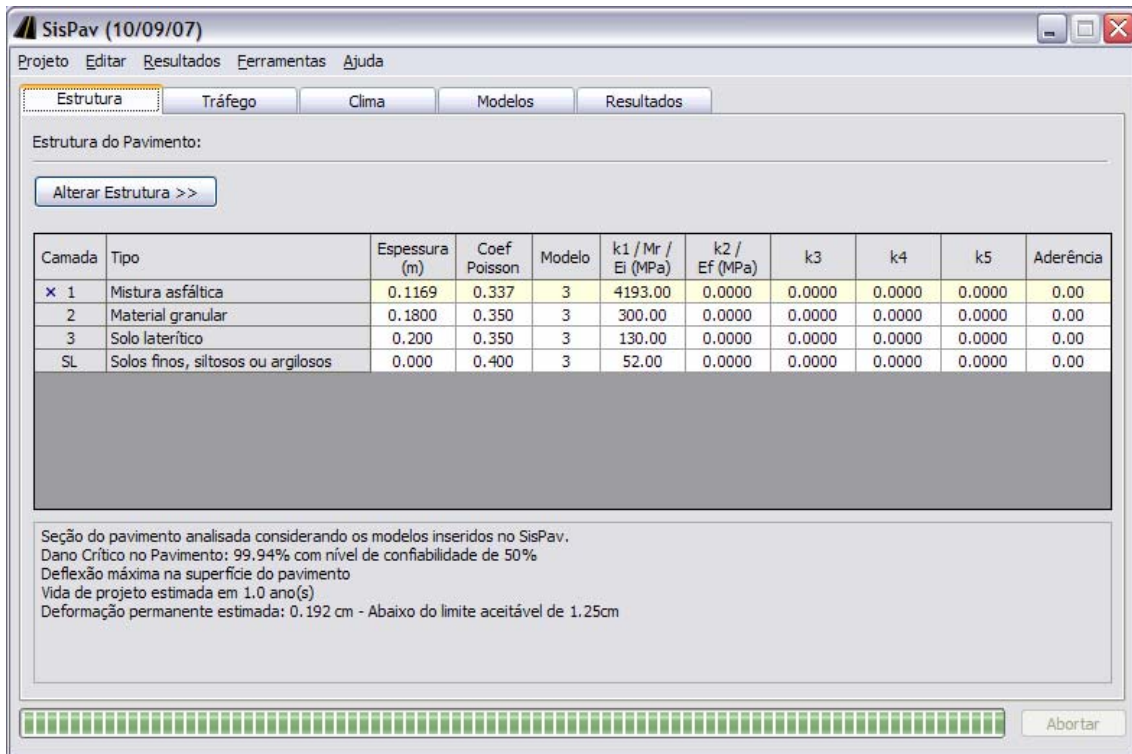 SisPav (10/09/07)
Projeto Editar Resultados Ferramentas Ajuda
Estrutura Tráfego Clima Modelos Resultados
Estrutura do Pavimento:
Alterar Estrutura >>
Camada Tipo Espessura (m) Coef Poisson Modelo k1 / Mr / Ei (MPa) k2 / Ef (MPa) k3 k4 k5 Aderência
× 1 Mistura asfáltica 0.1169 0.337 3 4193.00 0.0000 0.0000 0.0000 0.0000 0.00
2 Material granular 0.1800 0.350 3 300.00 0.0000 0.0000 0.0000 0.0000 0.00
3 Solo laterítico 0.200 0.350 3 130.00 0.0000 0.0000 0.0000 0.0000 0.00
SL Solos finos, siltosos ou argilosos 0.000 0.400 3 52.00 0.0000 0.0000 0.0000 0.0000 0.00
Seção do pavimento analisada considerando os modelos inseridos no SisPav.
Dano Crítico no Pavimento: 99.94% com nível de confiabilidade de 50%
Deflexão máxima na superfície do pavimento
Vida de projeto estimada em 1.0 ano(s)
Deformação permanente estimada: 0.192 cm - Abaixo do limite aceitável de 1.25cm
Abortar